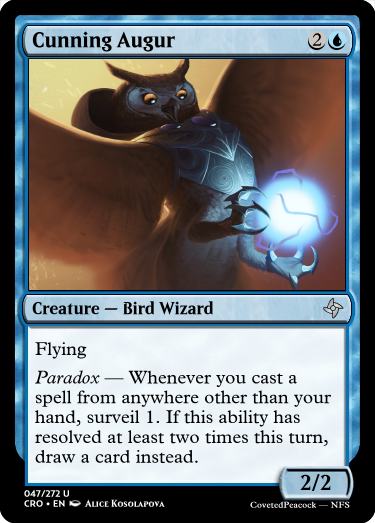 Cunning Augur 2
Creature — Bird Wizard
Flying
Paradox — Whenever you cast a
spell from anywhere other than your
hand, surveil 1. If this ability has
resolved at least two times this turn,
draw a card instead.
2/2
047/272 U
CRO • EN ALICE KOSOLAPOVA
COVETEDPEACOCK — NFS